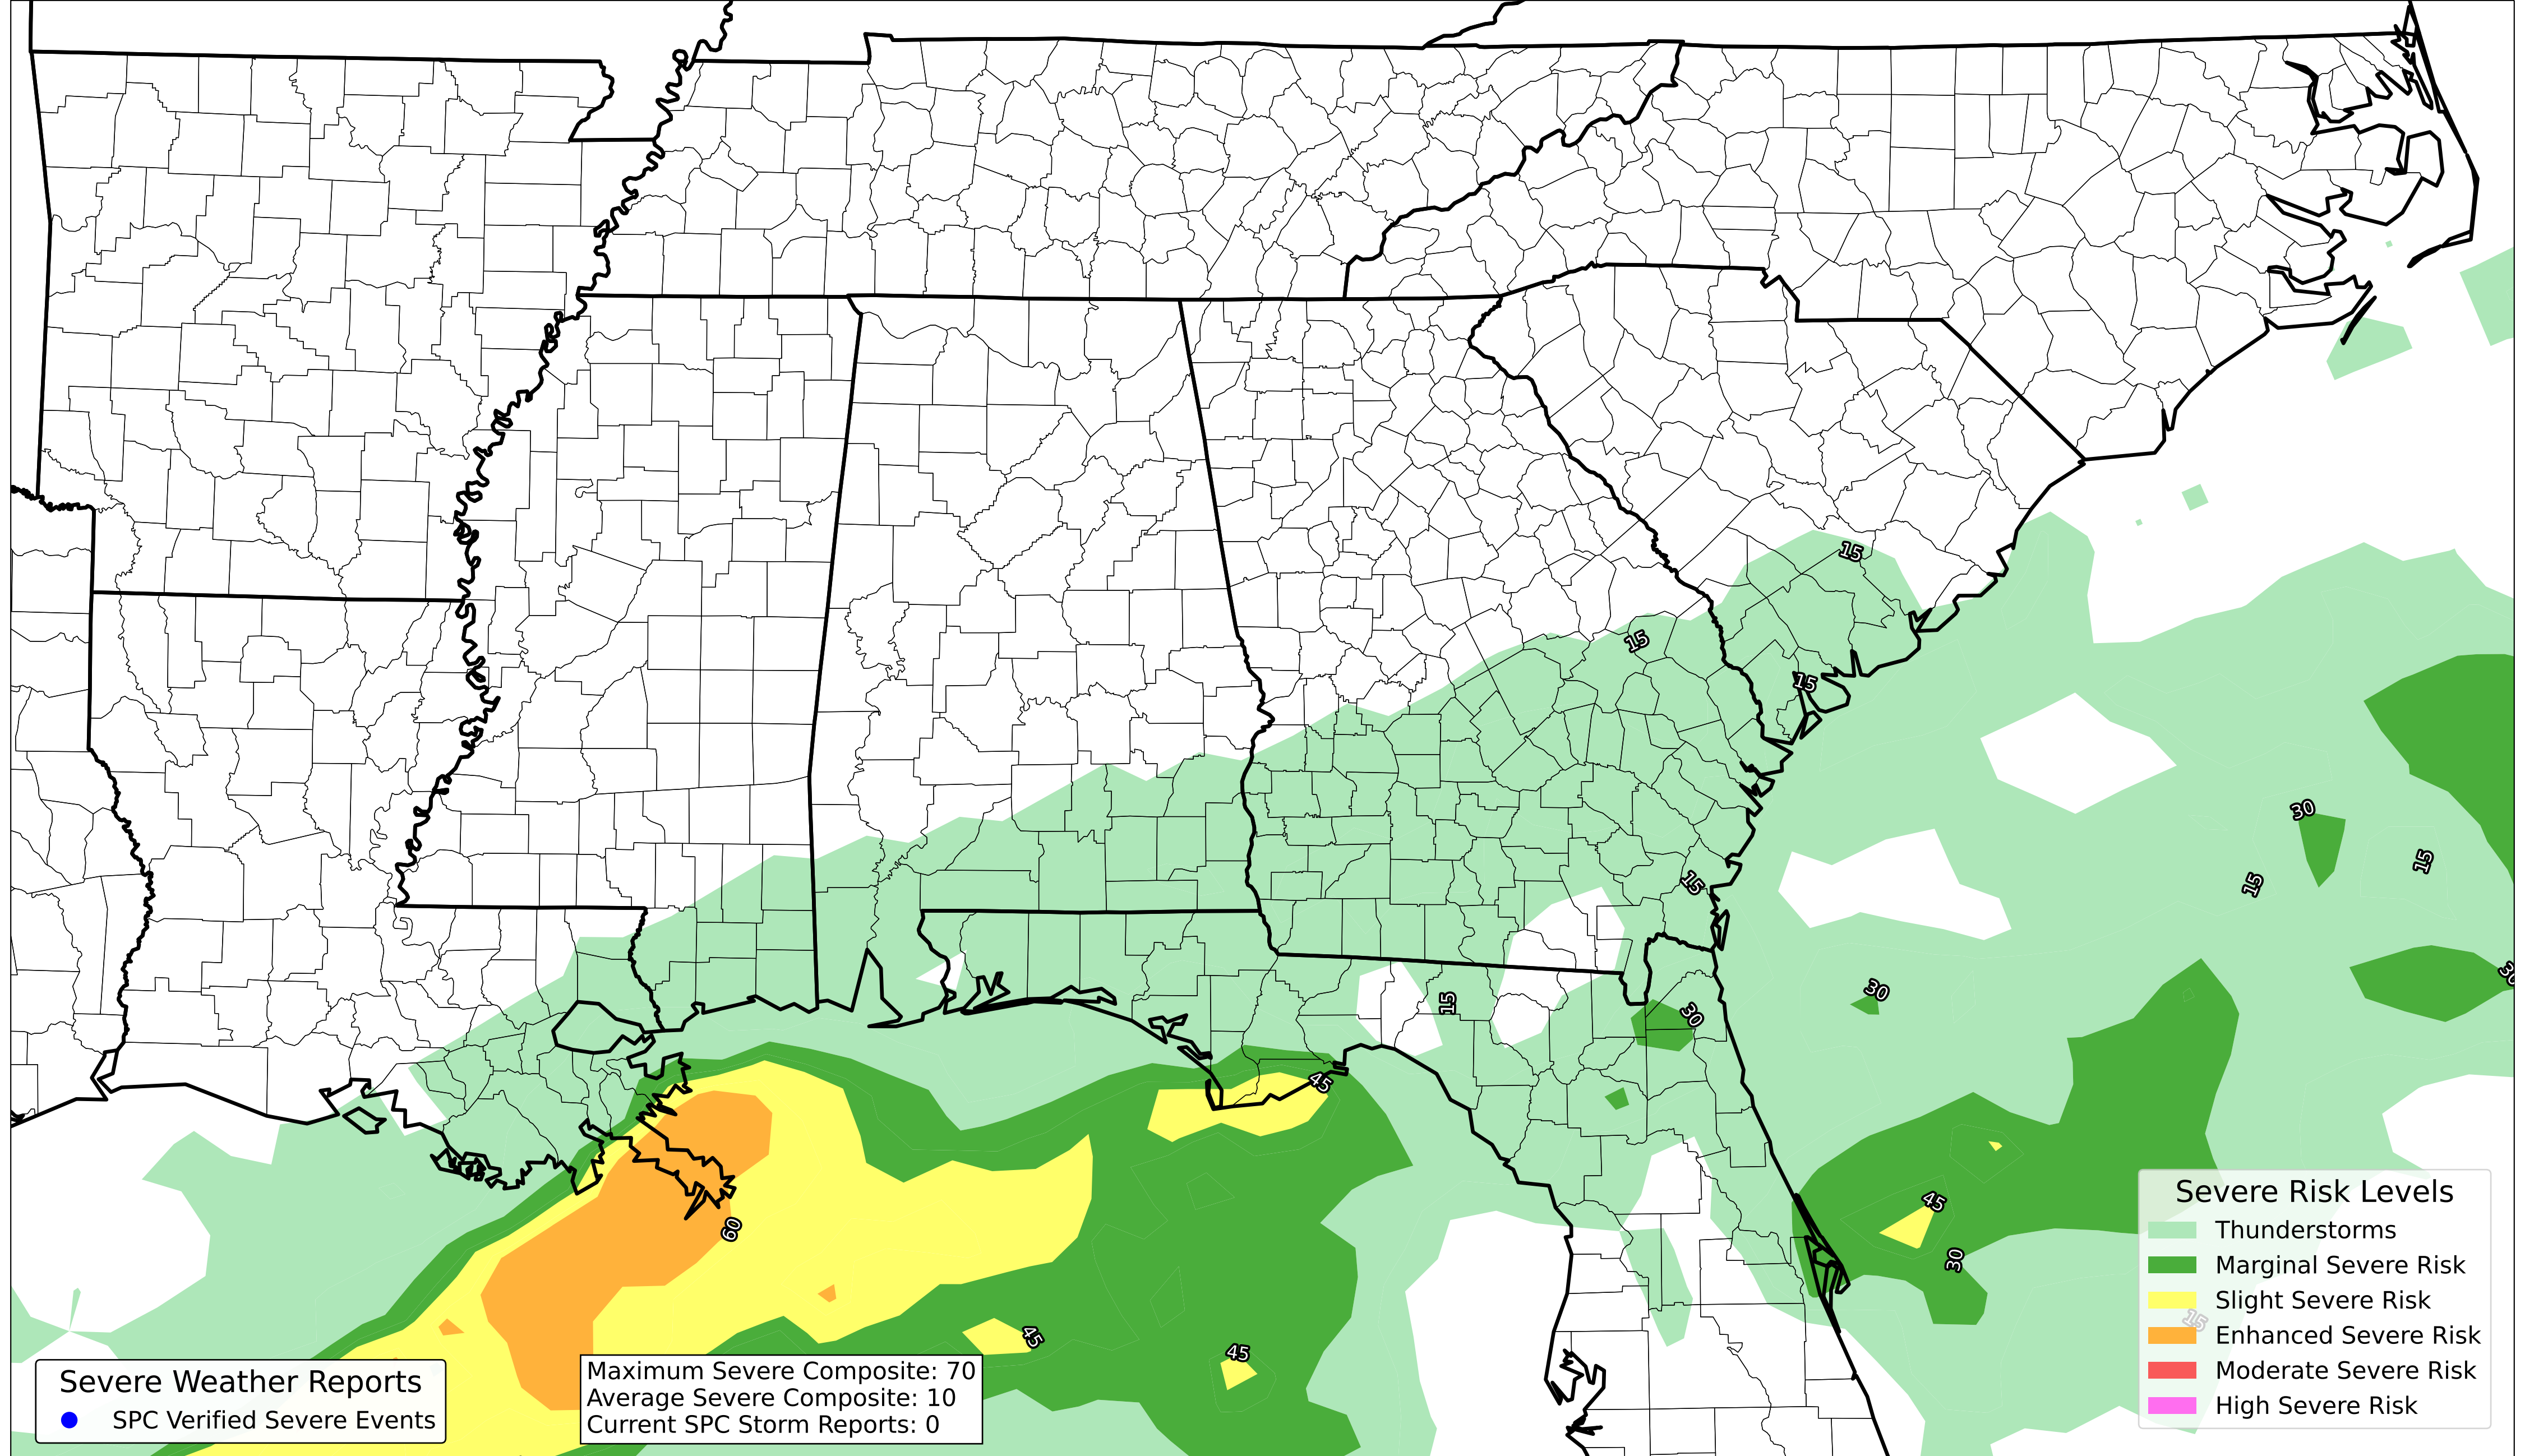 15
15
15
30
15
15
15
30
15
30
30
45
45
60
30
45
45
15
Severe Risk Levels
Thunderstorms
Marginal Severe Risk
Slight Severe Risk
Enhanced Severe Risk
Moderate Severe Risk
High Severe Risk
Severe Weather Reports
SPC Verified Severe Events
Maximum Severe Composite: 70
Average Severe Composite: 10
Current SPC Storm Reports: 0